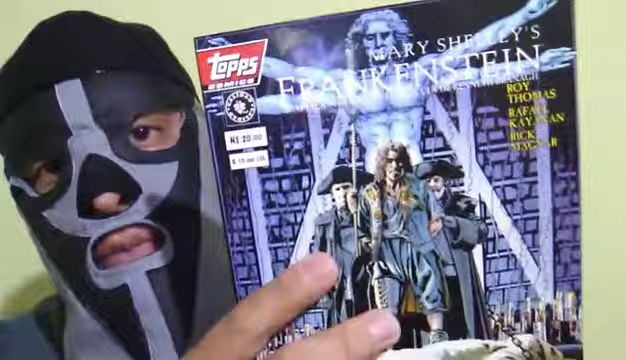 TOPPS
COMICS
MARY SHELLEY'S
FRANKENSTEIN
ROY
THOMAS
RAFAEL
KAYANAN
RICK
MAGYAR
N$ 20.00